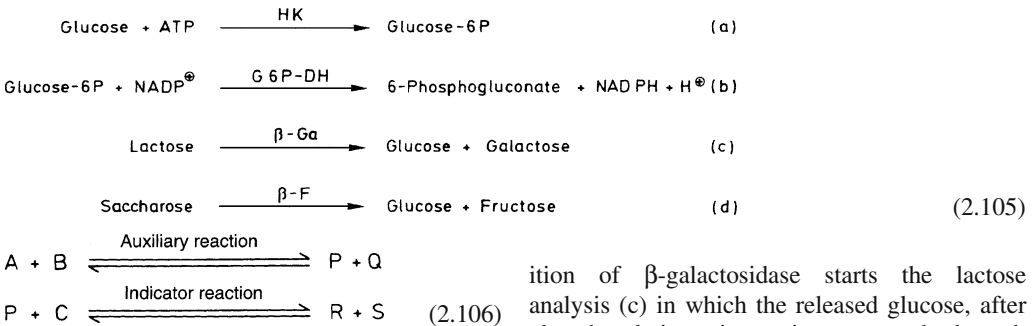 Glucose + ATP HK Glucose-6P (a)
Glucose-6P + NADP⊕ G6P-DH 6-Phosphogluconate + NADPH + H⊕ (b)
Lactose β-Ga Glucose + Galactose (c)
Saccharose β-F Glucose + Fructose (d) (2.105)
A + B Auxiliary reaction P + Q
P + C Indicator reaction R + S (2.106)
ition of β-galactosidase starts the lactose
analysis (c) in which the released glucose, after